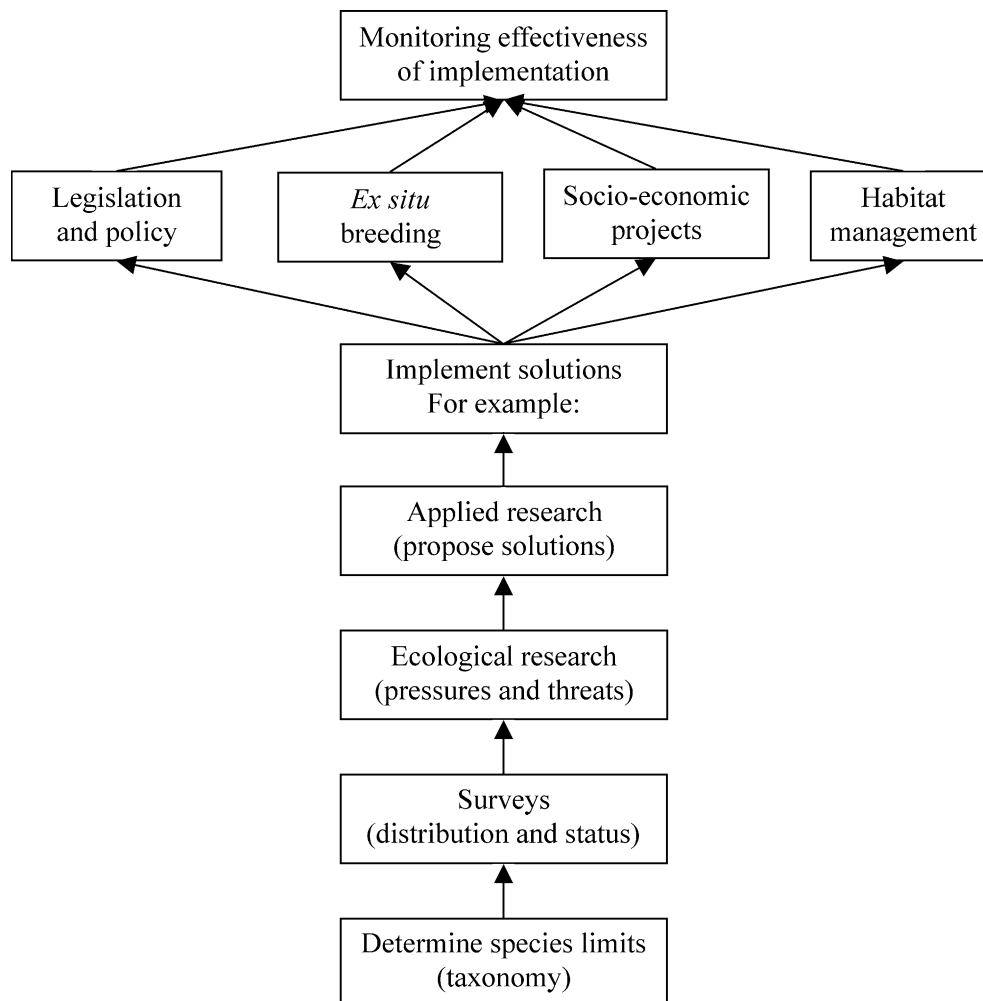 Monitoring effectiveness
of implementation
Legislation
and policy
Ex situ
breeding
Socio-economic
projects
Habitat
management
Implement solutions
For example:
Applied research
(propose solutions)
Ecological research
(pressures and threats)
Surveys
(distribution and status)
Determine species limits
(taxonomy)